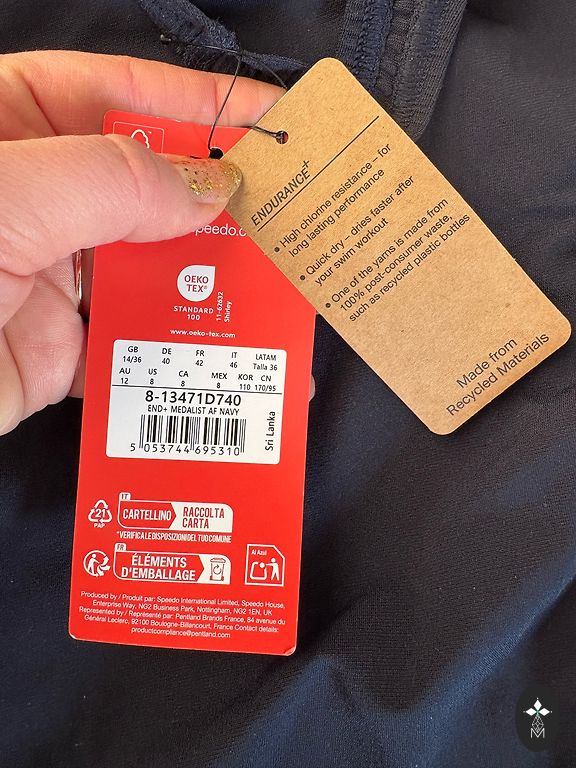 speedo.c
OEKO
TEX®
STANDARD
100
11-62632
Shirley
www.oeko-tex.com
GB DE FR IT LATAM
14/36 40 42 46 Talla 36
AU US CA MEX KOR CN
12 8 8 8 110 170/95
8-13471D740
END+ MEDALIST AF NAVY
5 053744 695310
Sri Lanka
21
PAP
IT
CARTELLINO RACCOLTA
CARTA
*VERIFICA LE DISPOSIZIONI DEL TUO COMUNE
FR
ÉLÉMENTS
D'EMBALLAGE
Al Azul
Produced by / Produit par: Speedo International Limited, Speedo House,
Enterprise Way, NG2 Business Park, Nottingham, NG2 1EN, UK
Represented by / Représenté par: Pentland Brands France, 84 avenue du
Général Leclerc, 92100 Boulogne-Billancourt, France Contact details:
productcompliance@pentland.com
ENDURANCE+
• High chlorine resistance – for
long lasting performance
• Quick dry – dries faster after
your swim workout
• One of the yarns is made from
100% post-consumer waste,
such as recycled plastic bottles
Made from
Recycled Materials
M